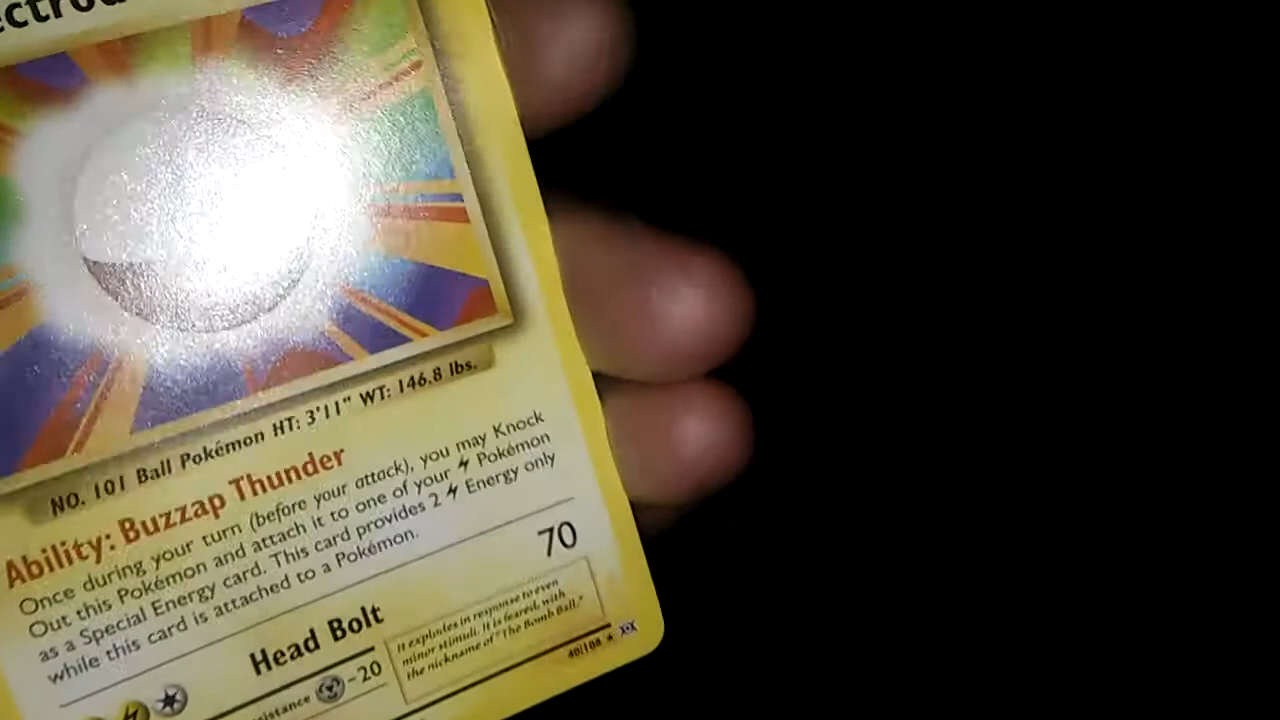 NO. 101 Ball Pokémon HT: 3'11" WT: 146.8 lbs.
Ability: Buzzap Thunder
Once during your turn (before your attack), you may Knock
Out this Pokémon and attach it to one of your Pokémon
as a Special Energy card. This card provides 2 Energy only
while this card is attached to a Pokémon.
Head Bolt 70
-20
It explodes in response to even
minor stimuli. It is feared, with
the nickname of "The Bomb Ball."
40/108